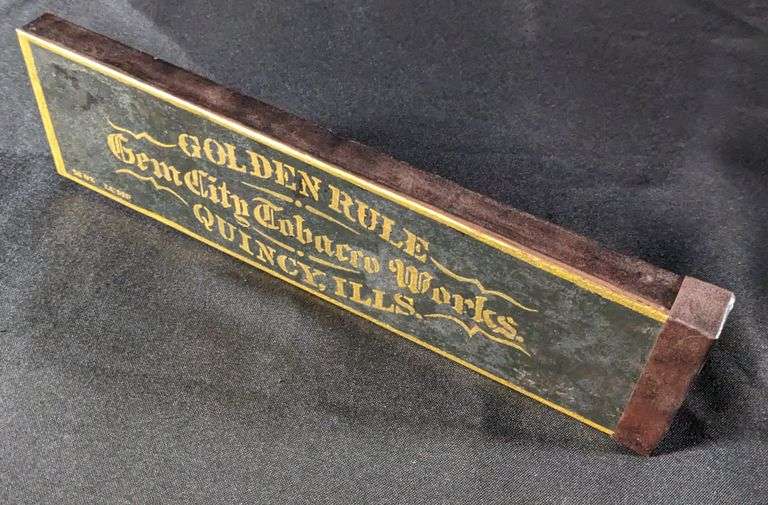 GOLDEN RULE
Gem City Tobacco Works.
QUINCY, ILLS.